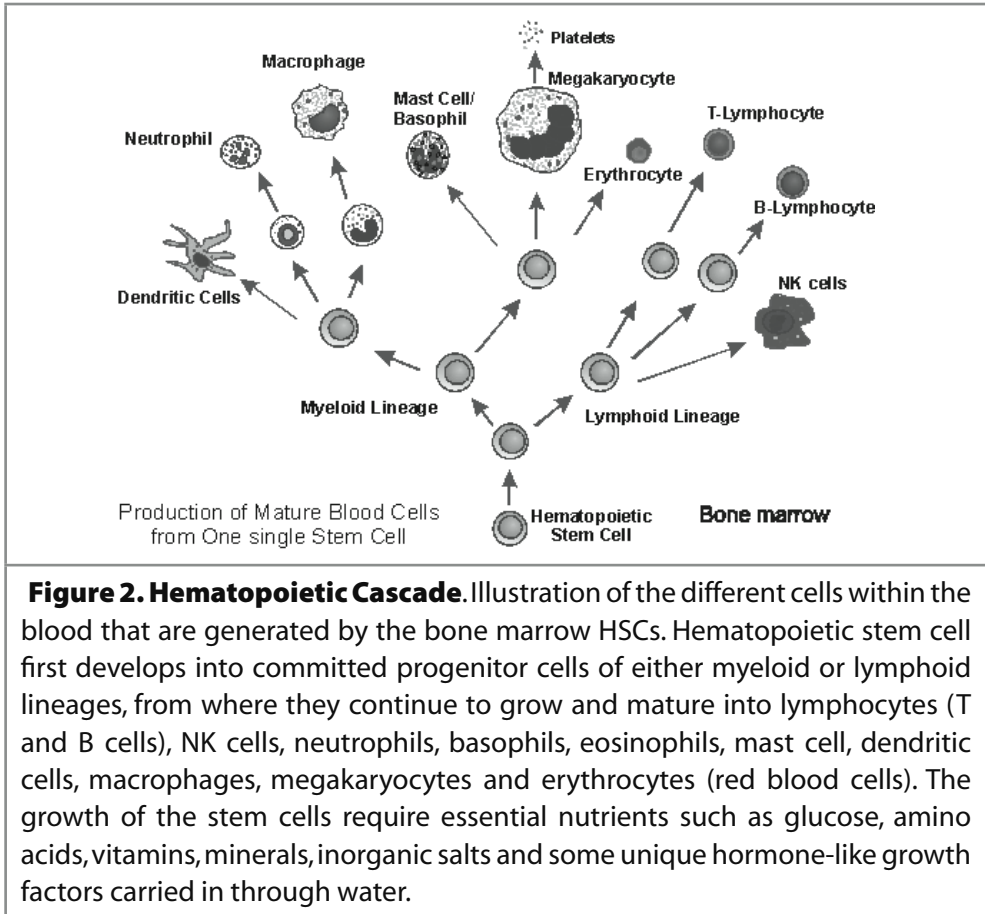 Platelets
Macrophage
Megakaryocyte
Mast Cell/
Basophil
T-Lymphocyte
Neutrophil
Erythrocyte
B-Lymphocyte
NK cells
Dendritic Cells
Myeloid Lineage
Lymphoid Lineage
Production of Mature Blood Cells
from One single Stem Cell
Hematopoietic
Stem Cell
Bone marrow
Figure 2. Hematopoietic Cascade. Illustration of the different cells within the
blood that are generated by the bone marrow HSCs. Hematopoietic stem cell
first develops into committed progenitor cells of either myeloid or lymphoid
lineages, from where they continue to grow and mature into lymphocytes (T
and B cells), NK cells, neutrophils, basophils, eosinophils, mast cell, dendritic
cells, macrophages, megakaryocytes and erythrocytes (red blood cells). The
growth of the stem cells require essential nutrients such as glucose, amino
acids, vitamins, minerals, inorganic salts and some unique hormone-like growth
factors carried in through water.